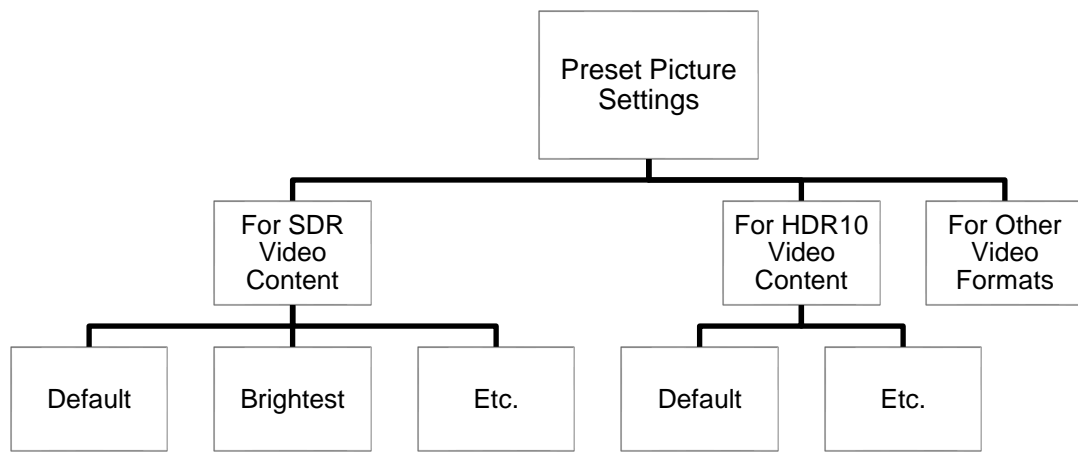 Preset Picture
Settings
For SDR
Video
Content
For HDR10
Video
Content
For Other
Video
Formats
Default
Brightest
Etc.
Default
Etc.